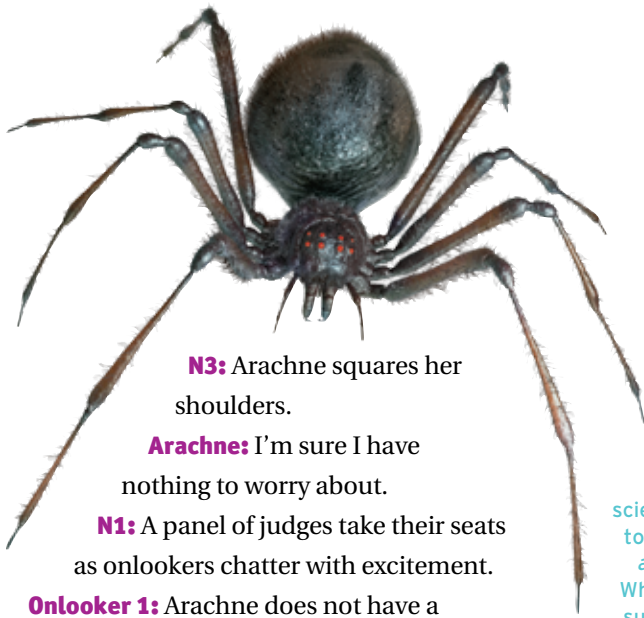 N3: Arachne squares her
shoulders.
Arachne: I'm sure I have
nothing to worry about.
N1: A panel of judges take their seats
as onlookers chatter with excitement.
Onlooker 1: Arachne does not have a